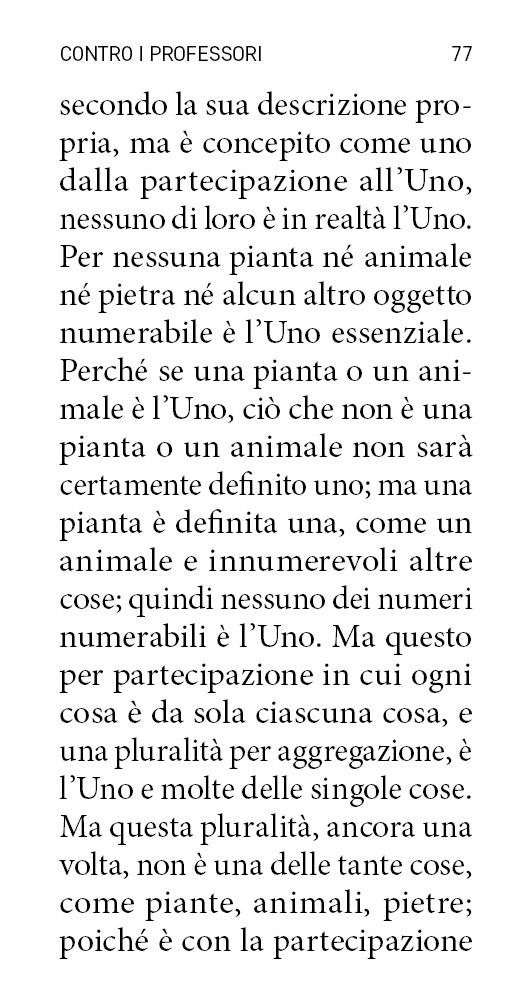 CONTRO I PROFESSORI 77
secondo la sua descrizione pro-
pria, ma è concepito come uno
dalla partecipazione all’Uno,
nessuno di loro è in realtà l’Uno.
Per nessuna pianta né animale
né pietra né alcun altro oggetto
numerabile è l’Uno essenziale.
Perché se una pianta o un ani-
male è l’Uno, ciò che non è una
pianta o un animale non sarà
certamente definito uno; ma una
pianta è definita una, come un
animale e innumerevoli altre
cose; quindi nessuno dei numeri
numerabili è l’Uno. Ma questo
per partecipazione in cui ogni
cosa è da sola ciascuna cosa, e
una pluralità per aggregazione, è
l’Uno e molte delle singole cose.
Ma questa pluralità, ancora una
volta, non è una delle tante cose,
come piante, animali, pietre;
poiché è con la partecipazione